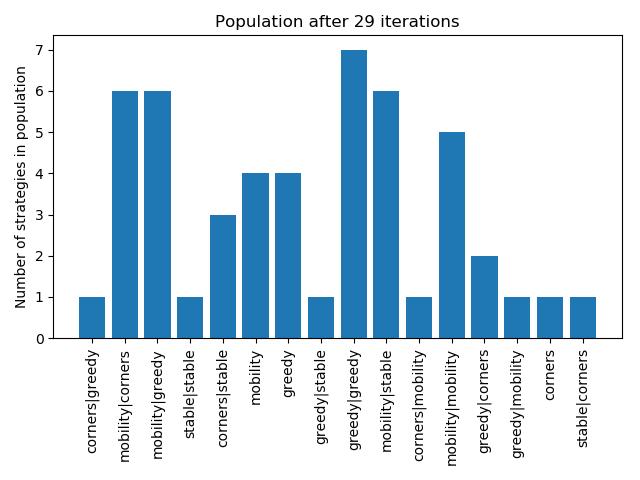 Population after 29 iterations
Number of strategies in population
7
6
5
4
3
2
1
0
corners|greedy
mobility|corners
mobility|greedy
stable|stable
corners|stable
mobility
greedy
greedy|stable
greedy|greedy
mobility|stable
corners|mobility
mobility|mobility
greedy|corners
greedy|mobility
corners
stable|corners